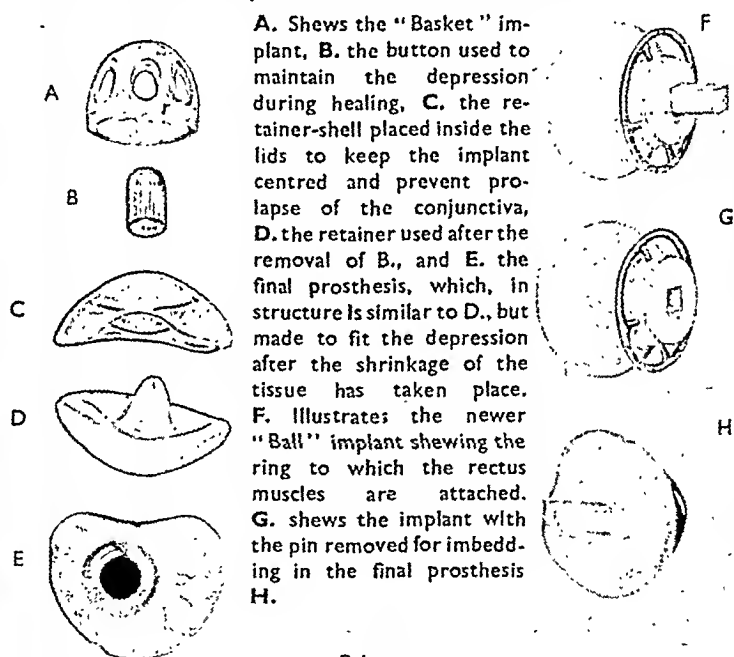 A. Shews the "Basket" im-
plant, B. the button used to
maintain the depression
during healing, C. the re-
tainer-shell placed inside the
lids to keep the implant
centred and prevent pro-
lapse of the conjunctiva,
D. the retainer used after the
removal of B., and E. the
final prosthesis, which, in
structure is similar to D., but
made to fit the depression
after the shrinkage of the
tissue has taken place.
F. Illustrates the newer
"Ball" implant shewing the
ring to which the rectus
muscles are attached.
G. shews the implant with
the pin removed for imbedd-
ing in the final prosthesis
H.
A
B
C
D
E
F
G
H